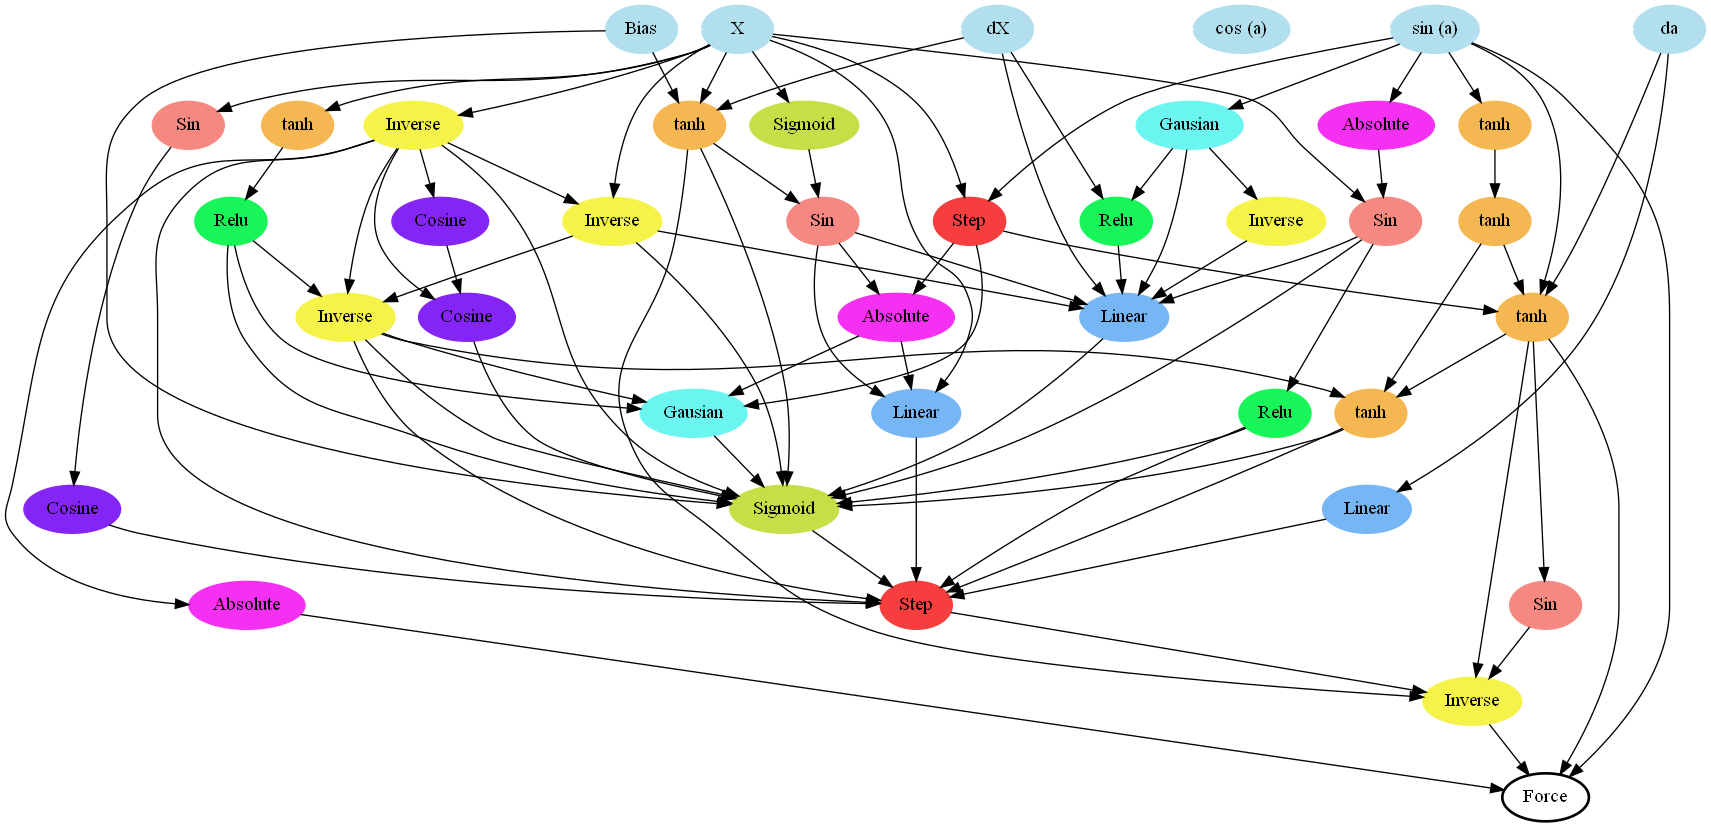 Bias
X
dX
cos (a)
sin (a)
da
Sin
tanh
Inverse
tanh
Sigmoid
Gausian
Absolute
tanh
Relu
Cosine
Inverse
Sin
Step
Relu
Inverse
Sin
tanh
Inverse
Cosine
Absolute
Linear
tanh
Gausian
Linear
Relu
tanh
Cosine
Sigmoid
Linear
Absolute
Step
Sin
Inverse
Force